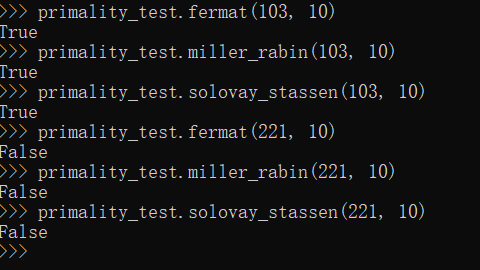 >>> primality_test.fermat(103, 10)
True
>>> primality_test.miller_rabin(103, 10)
True
>>> primality_test.solovay_stassen(103, 10)
True
>>> primality_test.fermat(221, 10)
False
>>> primality_test.miller_rabin(221, 10)
False
>>> primality_test.solovay_stassen(221, 10)
False
>>>